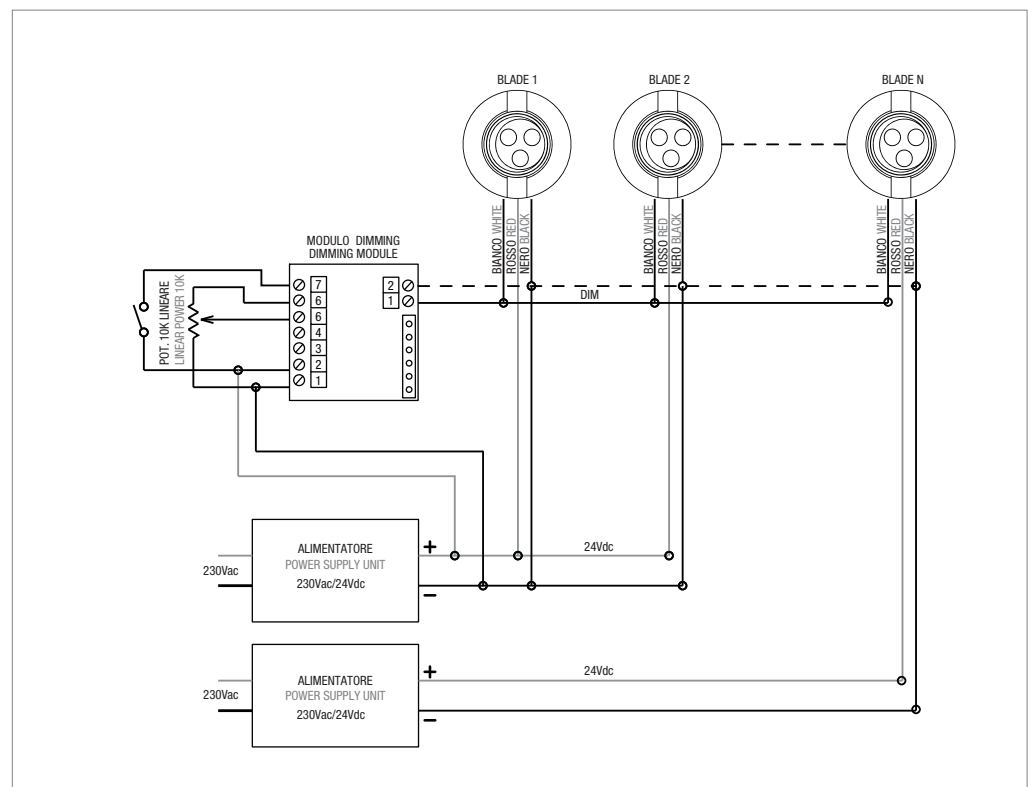 BLADE 1
BLADE 2
BLADE N
BIANCO WHITE
ROSSO RED
NERO BLACK
BIANCO WHITE
ROSSO RED
NERO BLACK
BIANCO WHITE
ROSSO RED
NERO BLACK
MODULO DIMMING
DIMMING MODULE
POT. 10K LINEARE
LINEAR POWER 10K
7
6
6
4
3
2
1
2
1
DIM
ALIMENTATORE
POWER SUPPLY UNIT
230Vac/24Vdc
230Vac
+
−
24Vdc
ALIMENTATORE
POWER SUPPLY UNIT
230Vac/24Vdc
230Vac
+
−
24Vdc